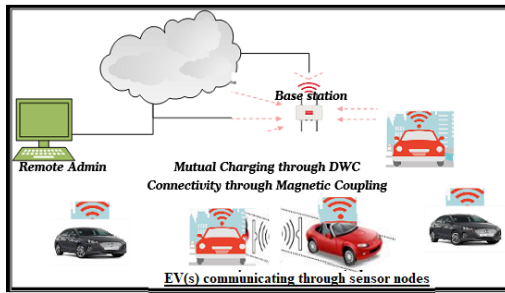 Base station
Remote Admin
Mutual Charging through DWC
Connectivity through Magnetic Coupling
EV(s) communicating through sensor nodes